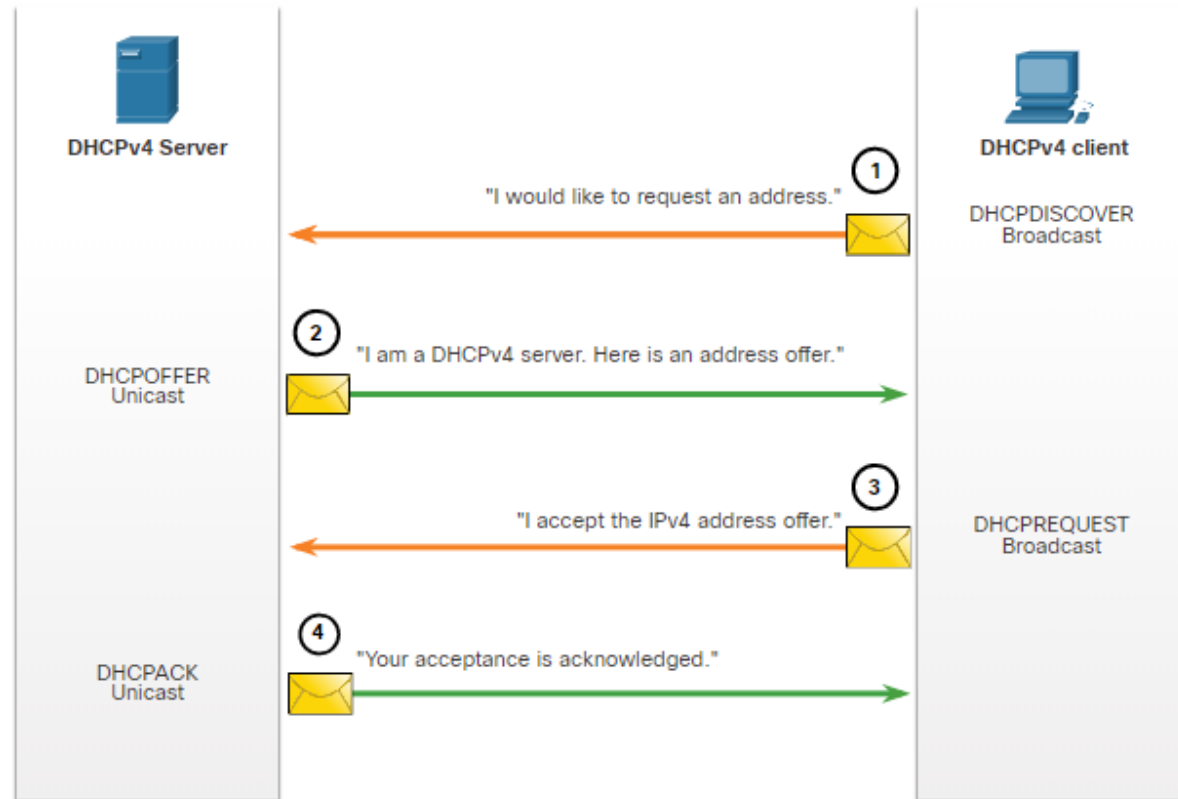 DHCPv4 Server
DHCPv4 client
1
"I would like to request an address."
DHCPDISCOVER
Broadcast
2
"I am a DHCPv4 server. Here is an address offer."
DHCPOFFER
Unicast
3
"I accept the IPv4 address offer."
DHCPREQUEST
Broadcast
4
"Your acceptance is acknowledged."
DHCPACK
Unicast